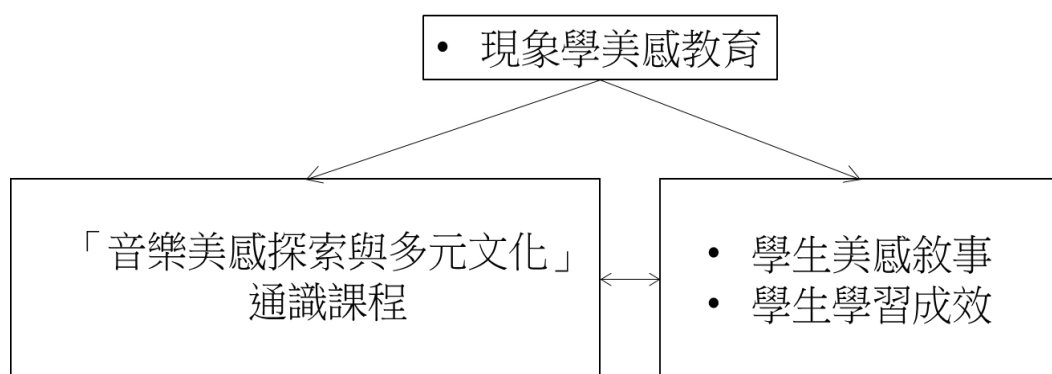 • 現象學美感教育
「音樂美感探索與多元文化」
通識課程
• 學生美感敘事
• 學生學習成效